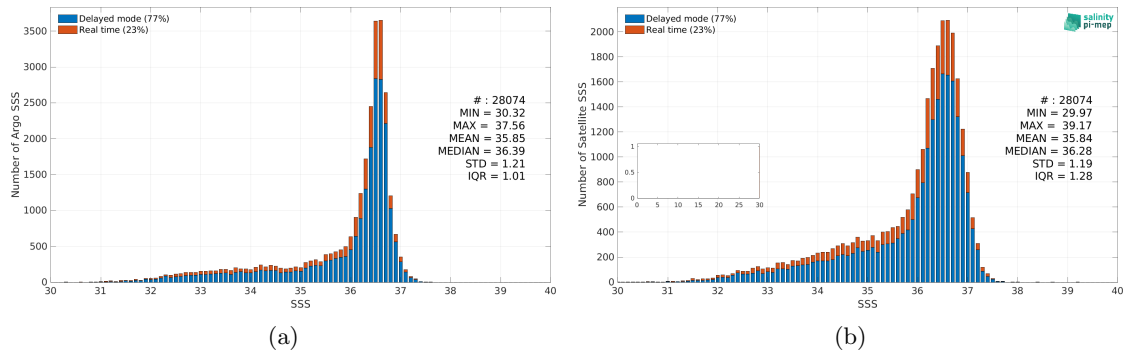 Delayed mode (77%)
Real time (23%)
3500
3000
2500
2000
1500
1000
500
0
Number of Argo SSS
# : 28074
MIN = 30.32
MAX = 37.56
MEAN = 35.85
MEDIAN = 36.39
STD = 1.21
IQR = 1.01
30 31 32 33 34 35 36 37 38 39 40
SSS
(a)
Delayed mode (77%)
Real time (23%)
salinity
pi-mep
2000
1800
1600
1400
1200
1000
800
600
400
200
0
Number of Satellite SSS
# : 28074
MIN = 29.97
MAX = 39.17
MEAN = 35.84
MEDIAN = 36.28
STD = 1.19
IQR = 1.28
1
0.5
0
0 5 10 15 20 25 30
30 31 32 33 34 35 36 37 38 39 40
SSS
(b)